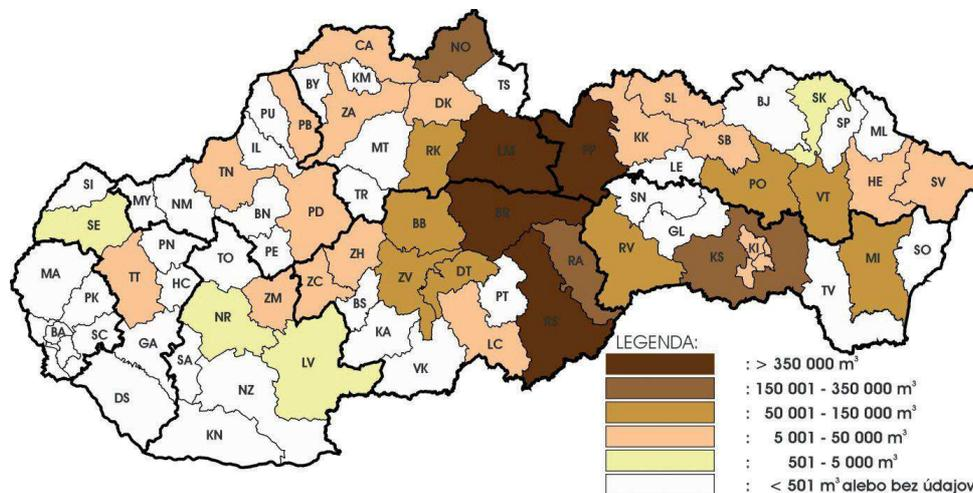 CA
NO
BY
KM
TS
PU
PB
ZA
DK
SL
BJ
SK
IL
MT
RK
LM
PP
KK
SB
SP
ML
TN
LE
SI
MY
NM
TR
PO
VT
HE
SV
SE
BN
PD
BB
BR
SN
PN
PE
GL
MA
TT
TO
ZH
RV
KS
KI
SO
HC
ZC
ZV
DT
RA
MI
PK
ZM
BS
PT
TV
NR
RS
BA
SC
GA
KA
LC
SA
LV
VK
DS
NZ
KN
LEGENDA:
: > 350 000 m³
: 150 001 - 350 000 m³
: 50 001 - 150 000 m³
: 5 001 - 50 000 m³
: 501 - 5 000 m³
: < 501 m³ alebo bez údajov